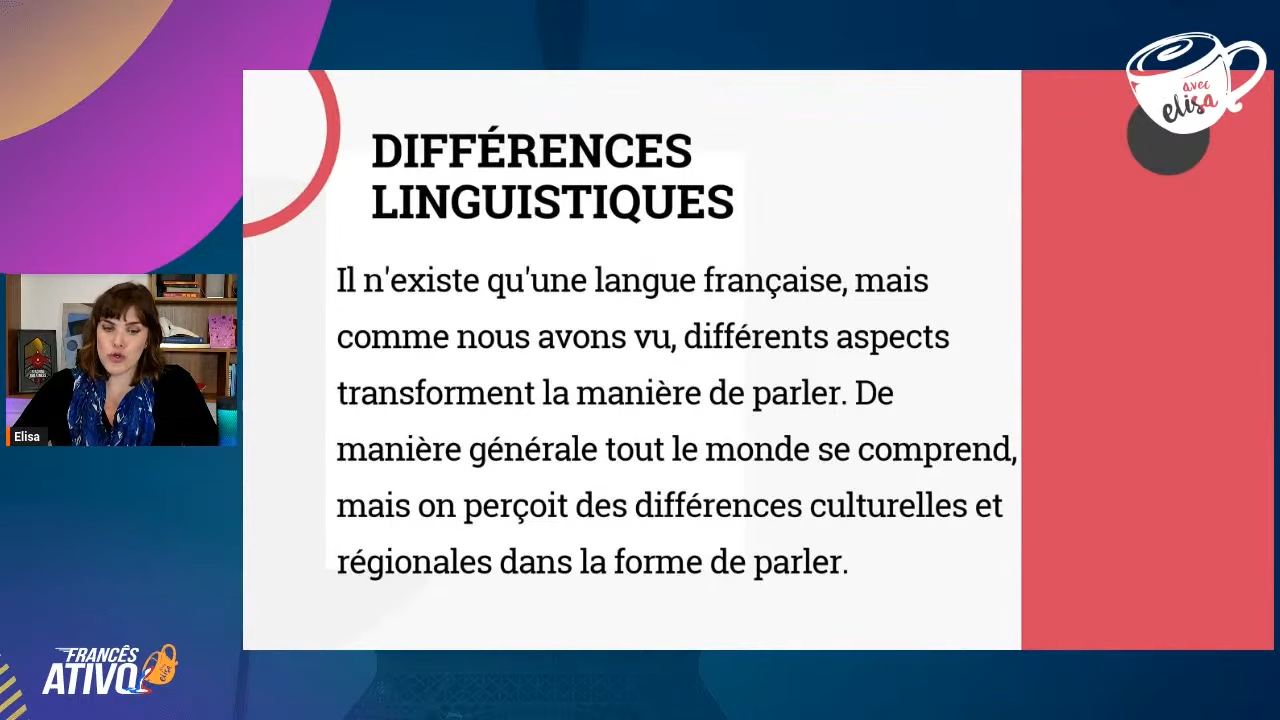 avec
elisa
DIFFÉRENCES
LINGUISTIQUES
Il n'existe qu'une langue française, mais
comme nous avons vu, différents aspects
transforment la manière de parler. De
manière générale tout le monde se comprend,
mais on perçoit des différences culturelles et
régionales dans la forme de parler.
Elisa
FRANCÊS
ATIVO